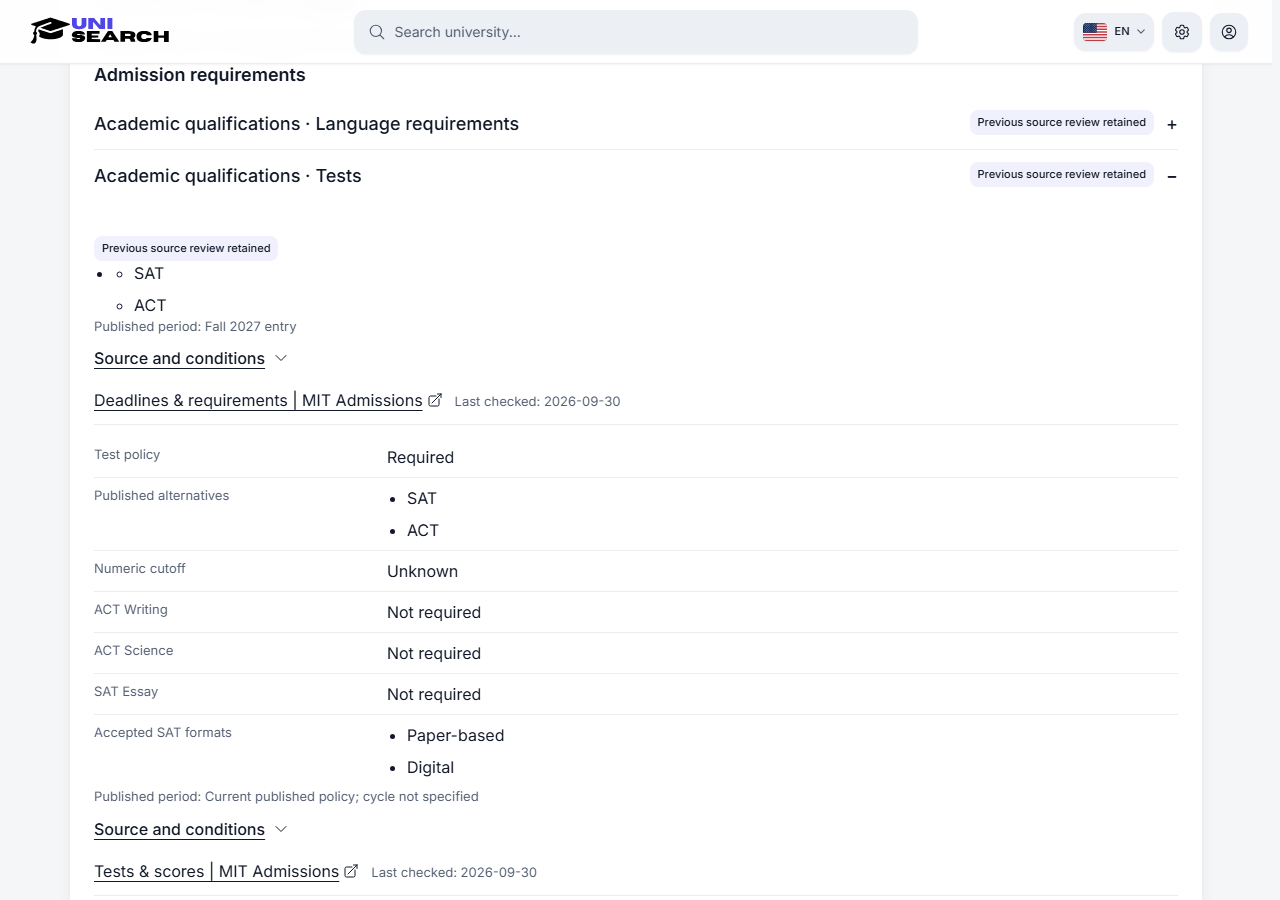 UNI
SEARCH
Search university...
EN
Admission requirements
Academic qualifications · Language requirements
Previous source review retained
+
Academic qualifications · Tests
Previous source review retained
−
Previous source review retained
SAT
ACT
Published period: Fall 2027 entry
Source and conditions
Deadlines & requirements | MIT Admissions
Last checked: 2026-09-30
Test policy
Required
Published alternatives
SAT
ACT
Numeric cutoff
Unknown
ACT Writing
Not required
ACT Science
Not required
SAT Essay
Not required
Accepted SAT formats
Paper-based
Digital
Published period: Current published policy; cycle not specified
Source and conditions
Tests & scores | MIT Admissions
Last checked: 2026-09-30